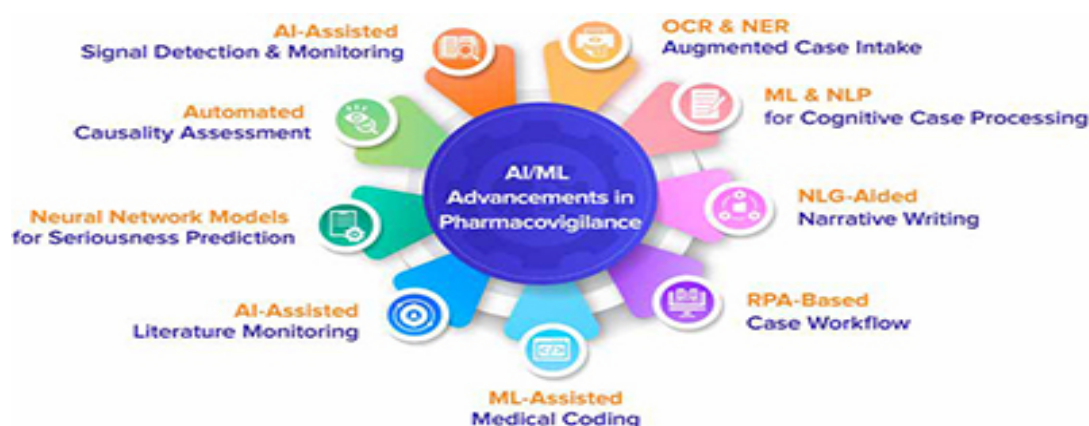 AI-Assisted
Signal Detection & Monitoring
OCR & NER
Augmented Case Intake
Automated
Causality Assessment
ML & NLP
for Cognitive Case Processing
AI/ML
Advancements in
Pharmacovigilance
Neural Network Models
for Seriousness Prediction
NLG-Aided
Narrative Writing
AI-Assisted
Literature Monitoring
RPA-Based
Case Workflow
ML-Assisted
Medical Coding